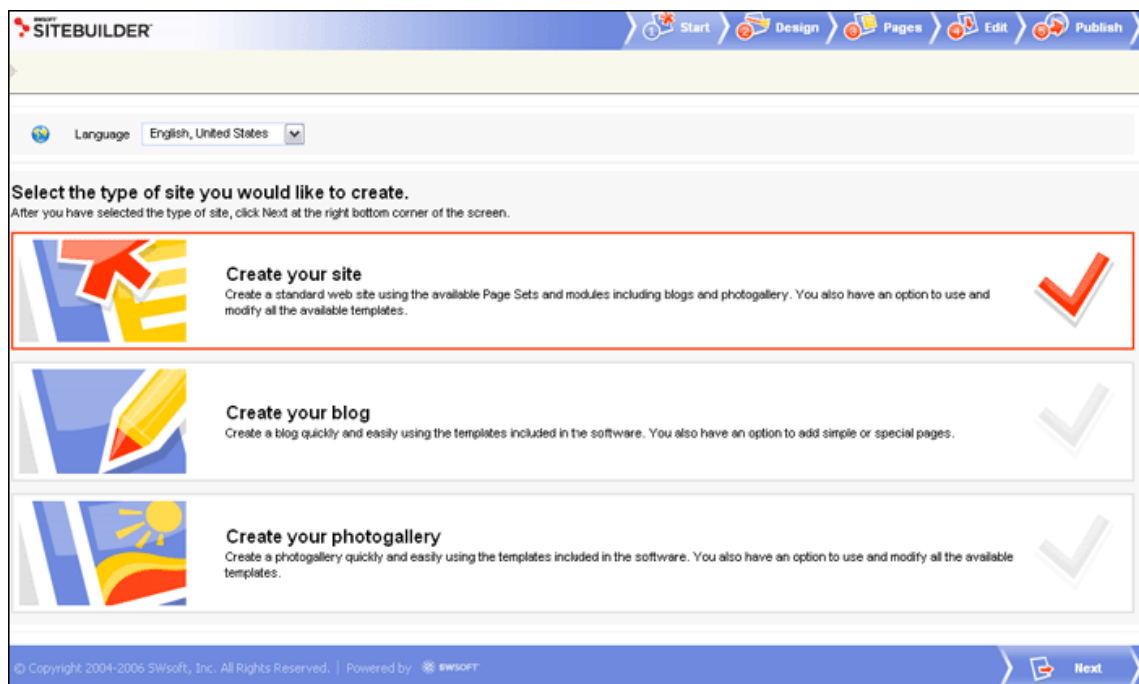 SWSOFT
SITEBUILDER
1 Start 2 Design 3 Pages 4 Edit 5 Publish
Language English, United States
Select the type of site you would like to create.
After you have selected the type of site, click Next at the right bottom corner of the screen.
Create your site
Create a standard web site using the available Page Sets and modules including blogs and photogallery. You also have an option to use and
modify all the available templates.
Create your blog
Create a blog quickly and easily using the templates included in the software. You also have an option to add simple or special pages.
Create your photogallery
Create a photogallery quickly and easily using the templates included in the software. You also have an option to use and modify all the available
templates.
© Copyright 2004-2006 SWsoft, Inc. All Rights Reserved. | Powered by SWSOFT
Next